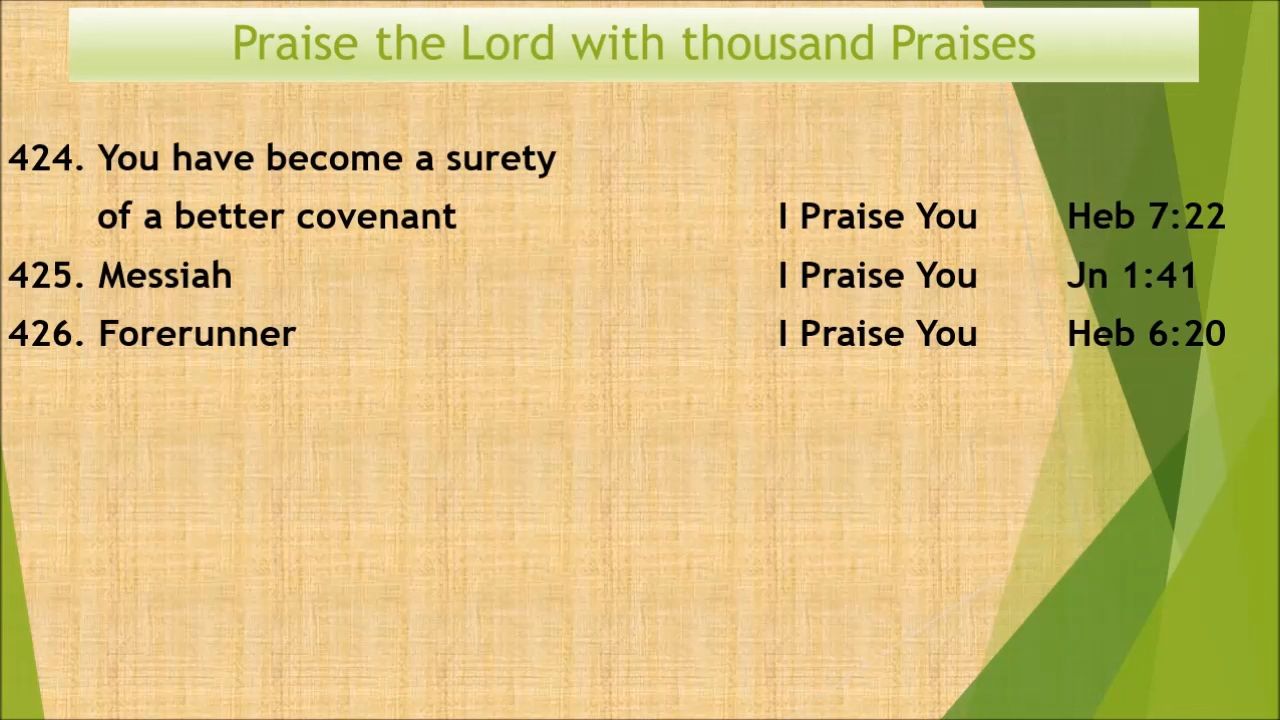 Praise the Lord with thousand Praises
424. You have become a surety
of a better covenant I Praise You Heb 7:22
425. Messiah I Praise You Jn 1:41
426. Forerunner I Praise You Heb 6:20